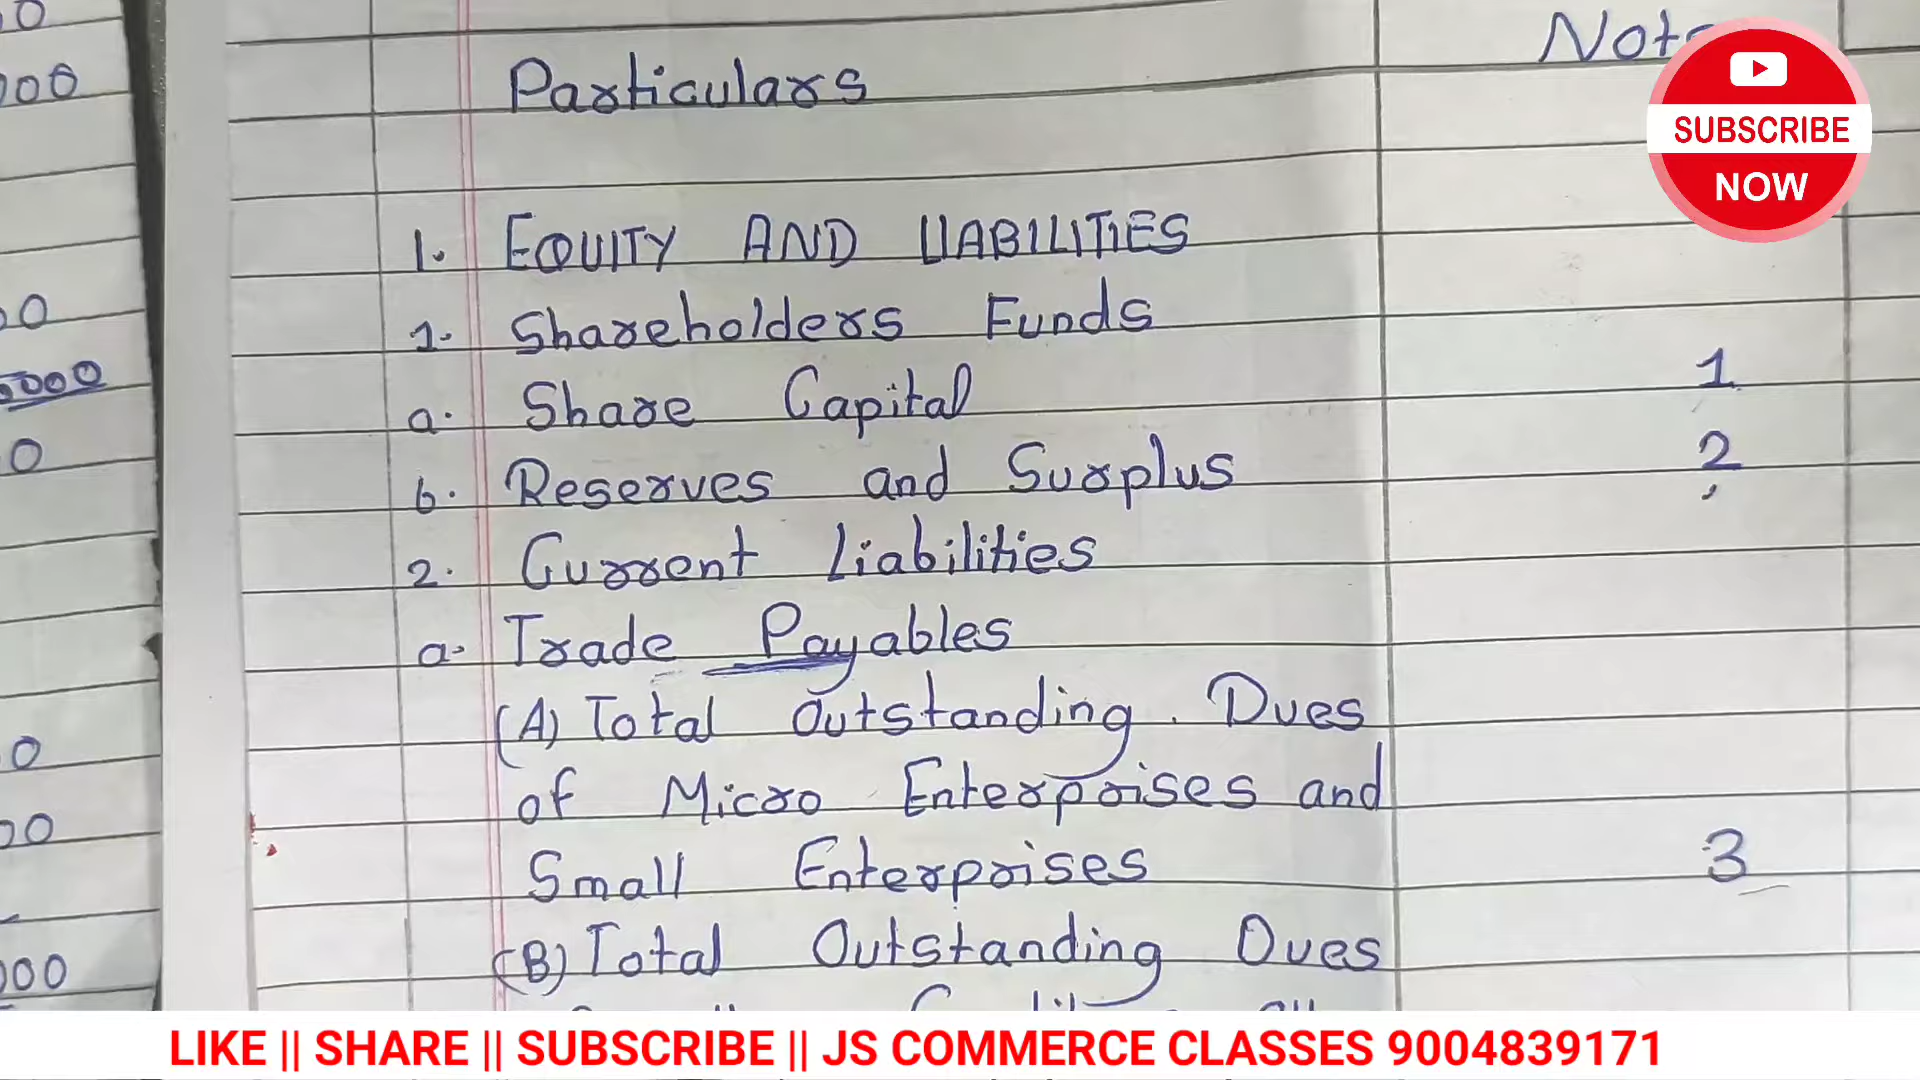 Particulars
1. EQUITY AND LIABILITIES
1. Shareholders Funds
a. Share Capital 1
b. Reserves and Surplus 2
2. Current Liabilities
a. Trade Payables
(A) Total Outstanding Dues
of Micro Enterprises and
Small Enterprises 3
(B) Total Outstanding Dues
SUBSCRIBE
NOW
LIKE || SHARE || SUBSCRIBE || JS COMMERCE CLASSES 9004839171